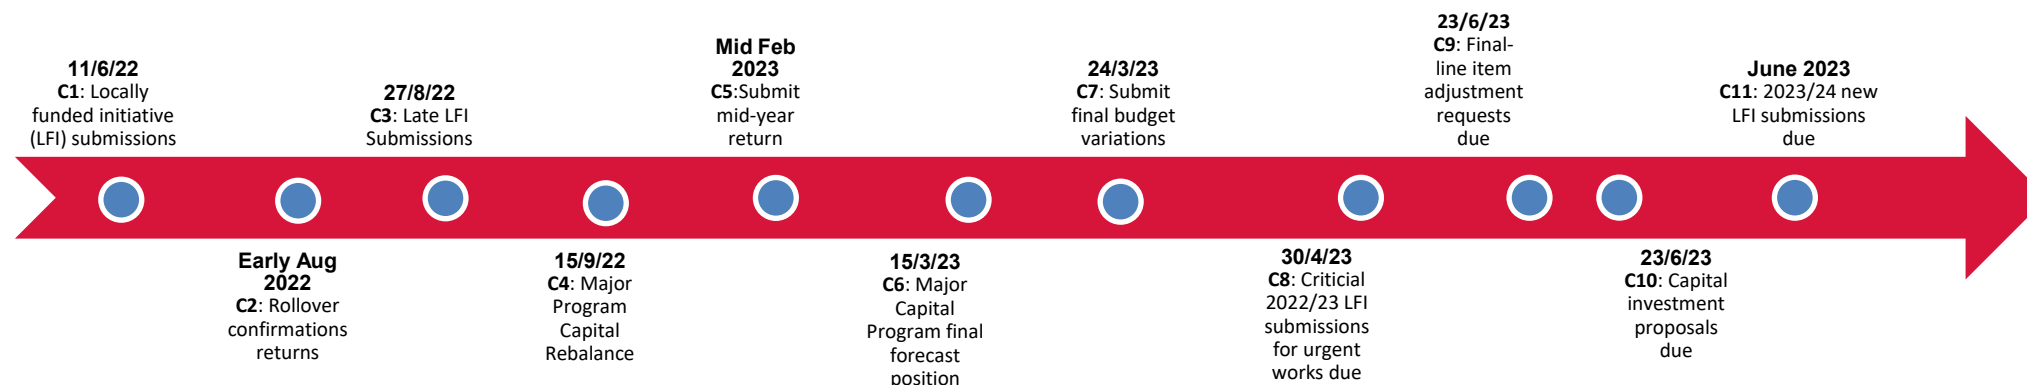 11/6/22
C1: Locally
funded initiative
(LFI) submissions
Early Aug
2022
C2: Rollover
confirmations
returns
27/8/22
C3: Late LFI
Submissions
15/9/22
C4: Major
Program
Capital
Rebalance
Mid Feb
2023
C5:Submit
mid-year
return
15/3/23
C6: Major
Capital
Program final
forecast
position
24/3/23
C7: Submit
final budget
variations
30/4/23
C8: Criticial
2022/23 LFI
submissions
for urgent
works due
23/6/23
C9: Final-
line item
adjustment
requests
due
23/6/23
C10: Capital
investment
proposals
due
June 2023
C11: 2023/24 new
LFI submissions
due